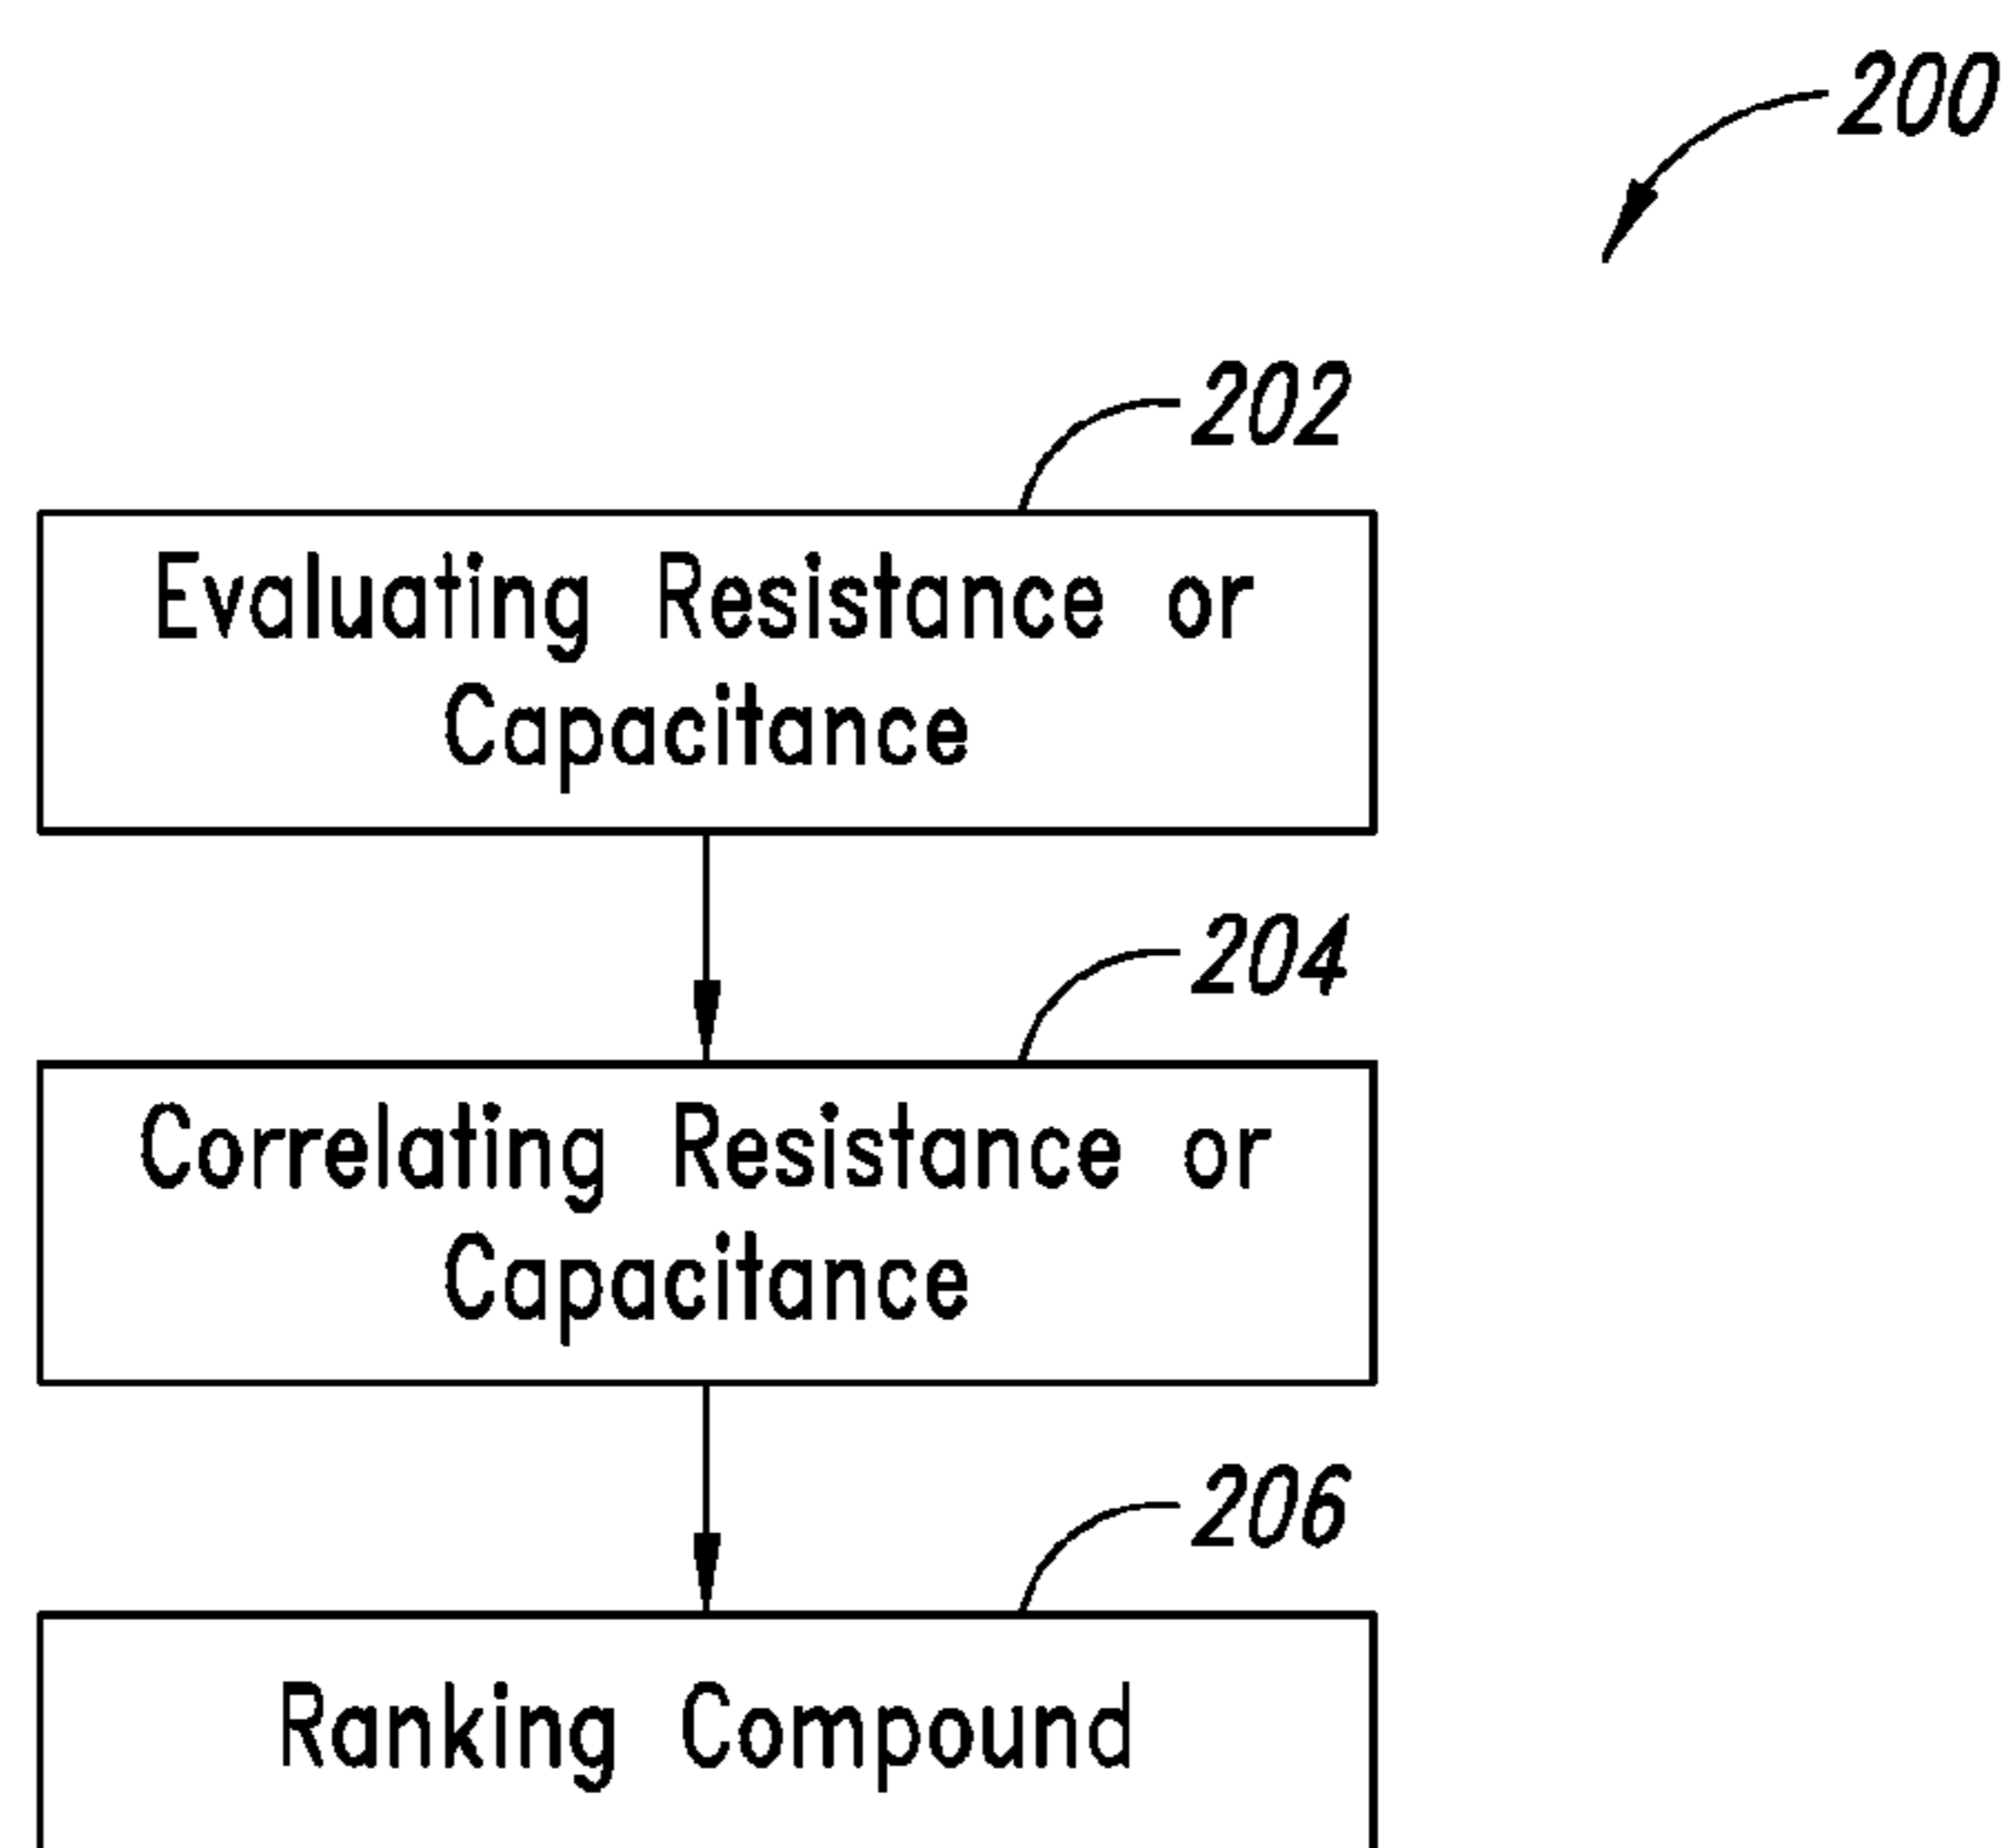 200
202
Evaluating Resistance or
Capacitance
204
Correlating Resistance or
Capacitance
206
Ranking Compound